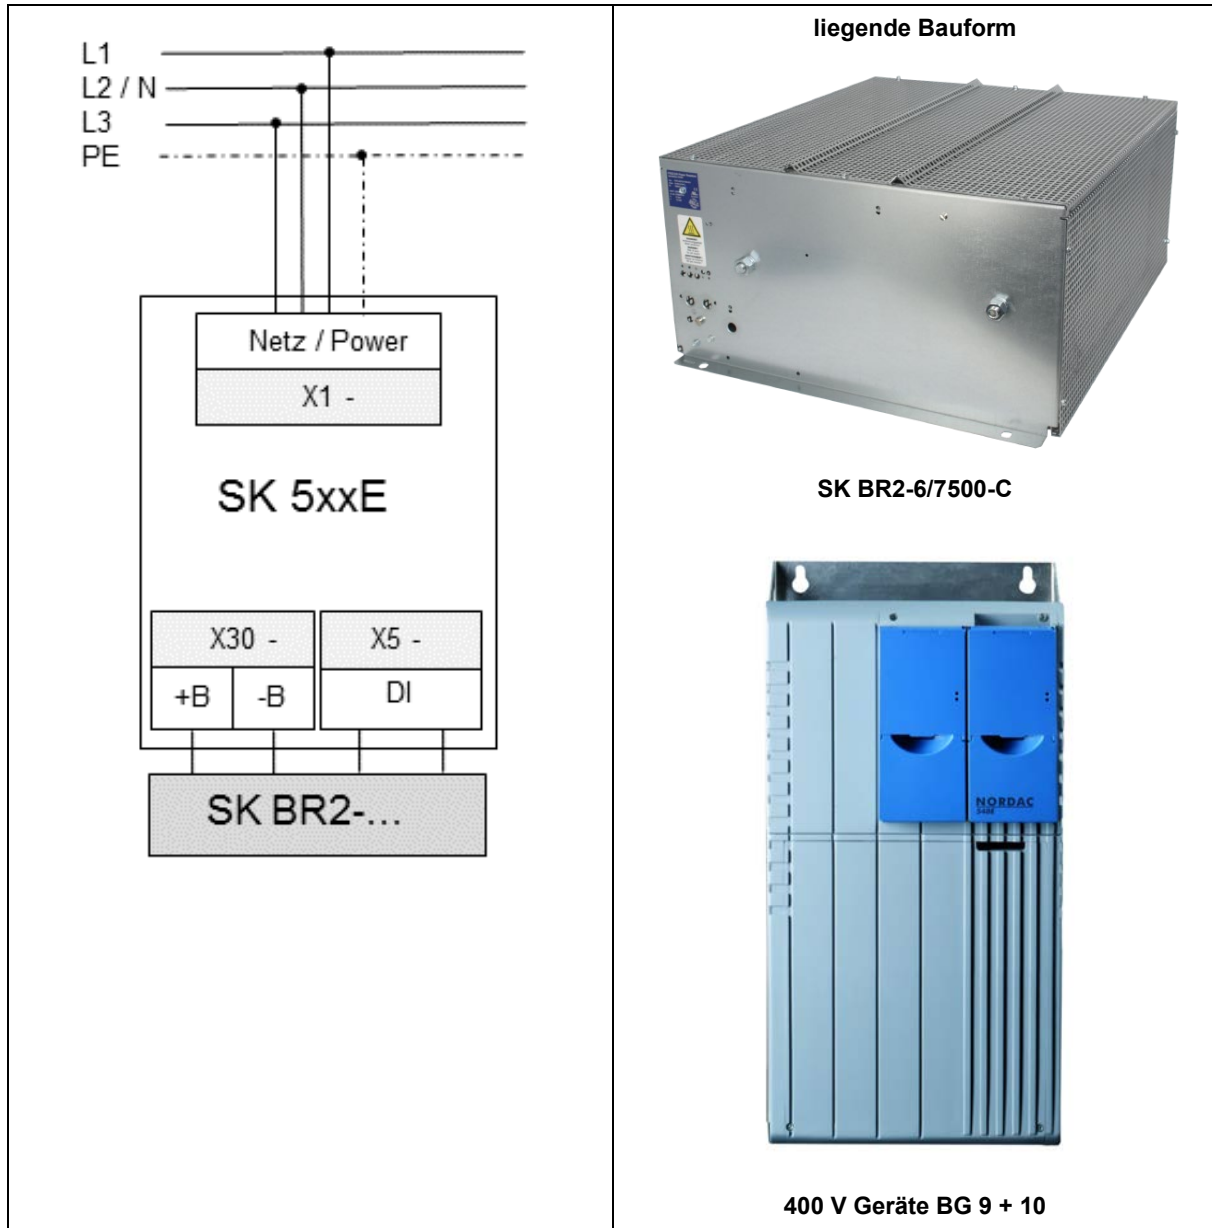 L1
L2 / N
L3
PE
Netz / Power
X1 -
SK 5xxE
X30 -
X5 -
+B
-B
DI
SK BR2-...
liegende Bauform
SK BR2-6/7500-C
NORDAC
400 V Geräte BG 9 + 10